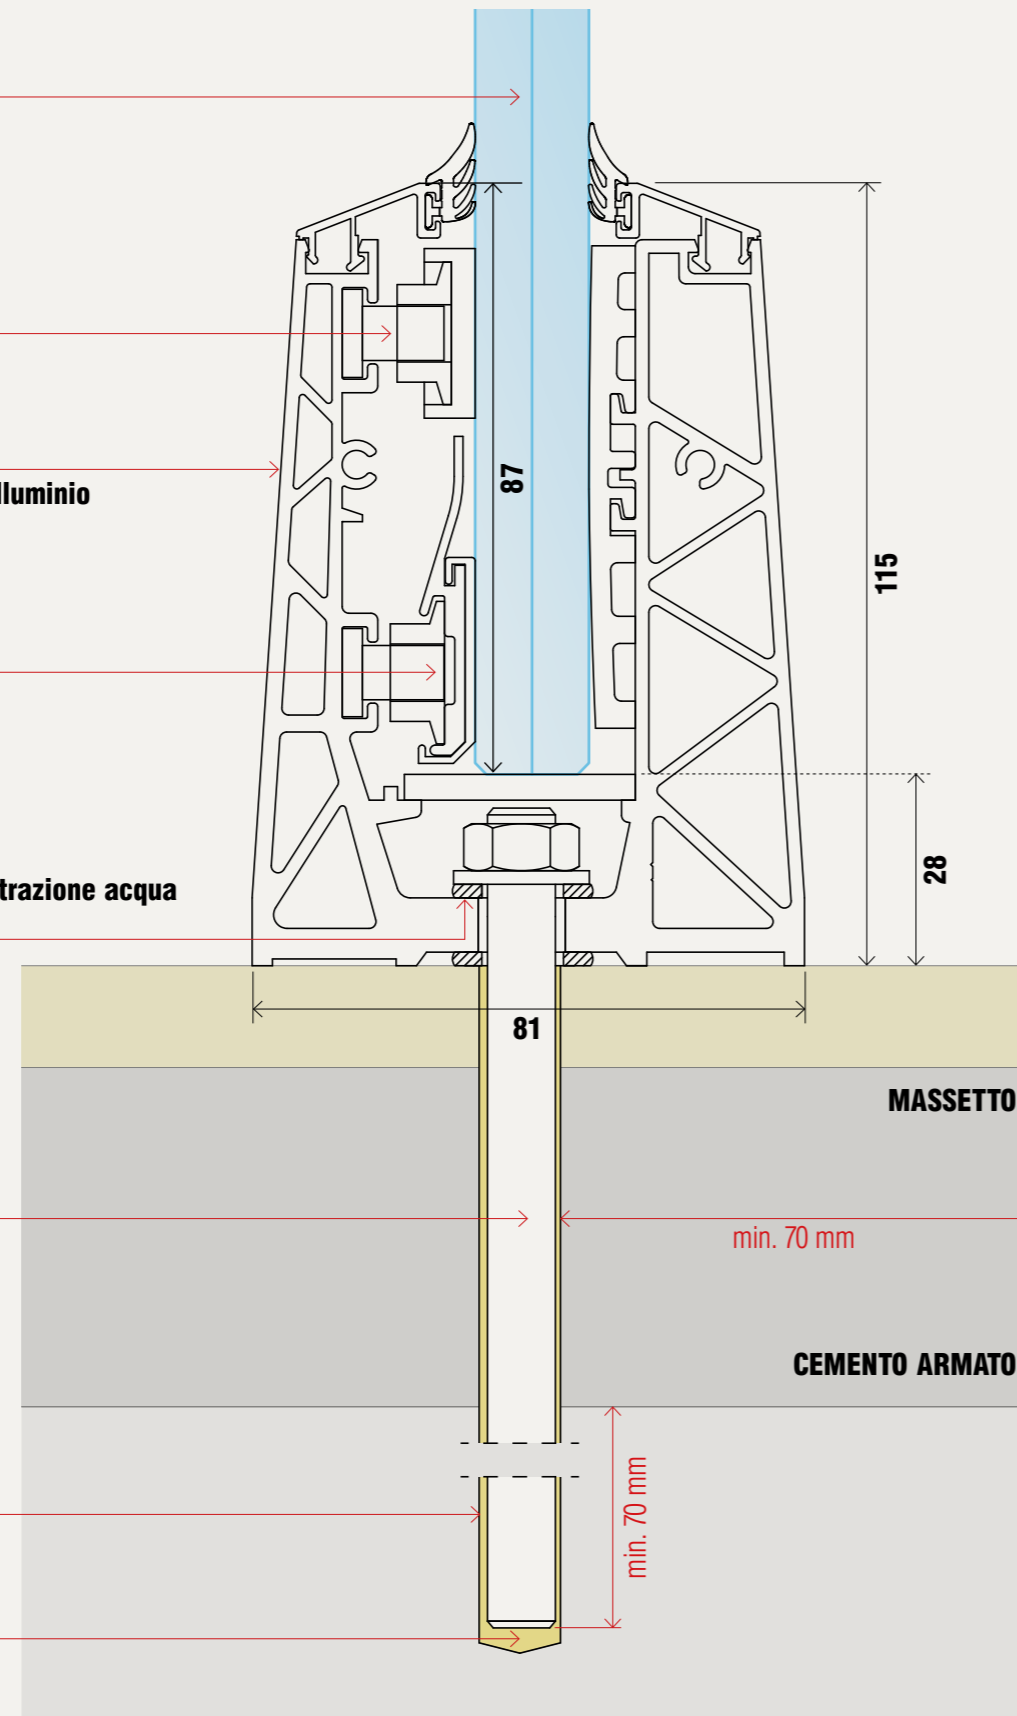 87
lluminio
115
28
trazione acqua
81
MASSETTO
min. 70 mm
CEMENTO ARMATO
min. 70 mm